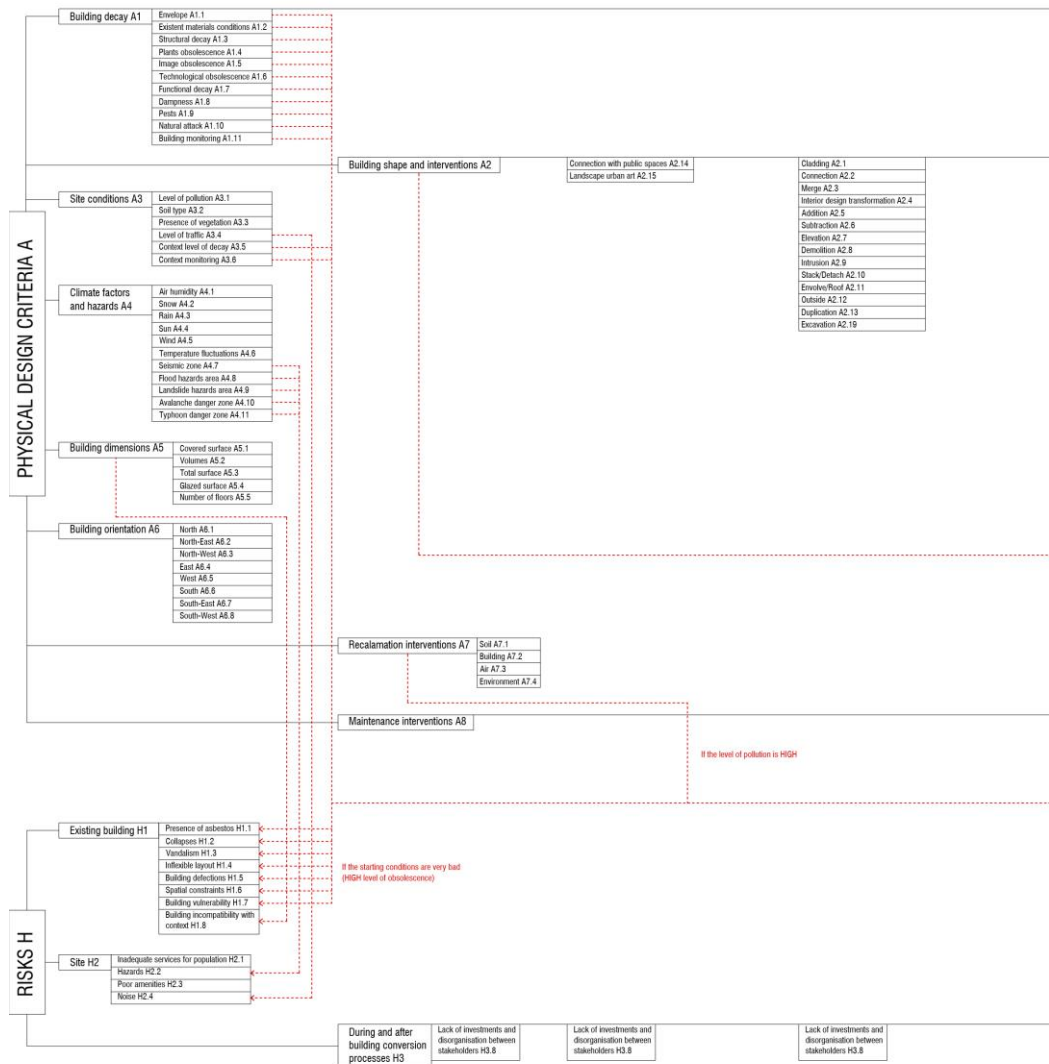 PHYSICAL DESIGN CRITERIA A
Building decay A1
Envelope A1.1
Existent materials conditions A1.2
Structural decay A1.3
Plants obsolescence A1.4
Image obsolescence A1.5
Technological obsolescence A1.6
Functional decay A1.7
Dampness A1.8
Pests A1.9
Natural attack A1.10
Building monitoring A1.11
Building shape and interventions A2
Connection with public spaces A2.14
Landscape urban art A2.15
Cladding A2.1
Connection A2.2
Merge A2.3
Interior design transformation A2.4
Addition A2.5
Subtraction A2.6
Elevation A2.7
Demolition A2.8
Intrusion A2.9
Stack/Detach A2.10
Envolve/Roof A2.11
Outside A2.12
Duplication A2.13
Excavation A2.19
Site conditions A3
Level of pollution A3.1
Soil type A3.2
Presence of vegetation A3.3
Level of traffic A3.4
Context level of decay A3.5
Context monitoring A3.6
Climate factors
and hazards A4
Air humidity A4.1
Snow A4.2
Rain A4.3
Sun A4.4
Wind A4.5
Temperature fluctuations A4.6
Seismic zone A4.7
Flood hazards area A4.8
Landslide hazards area A4.9
Avalanche danger zone A4.10
Typhoon danger zone A4.11
Building dimensions A5
Covered surface A5.1
Volumes A5.2
Total surface A5.3
Glazed surface A5.4
Number of floors A5.5
Building orientation A6
North A6.1
North-East A6.2
North-West A6.3
East A6.4
West A6.5
South A6.6
South-East A6.7
South-West A6.8
Recalamation interventions A7
Soil A7.1
Building A7.2
Air A7.3
Environment A7.4
Maintenance interventions A8
If the level of pollution is HIGH
RISKS H
Existing building H1
Presence of asbestos H1.1
Collapses H1.2
Vandalism H1.3
Inflexible layout H1.4
Building defections H1.5
Spatial constraints H1.6
Building vulnerability H1.7
Building incompatibility with
context H1.8
If the starting conditions are very bad
(HIGH level of obsolescence)
Site H2
Inadequate services for population H2.1
Hazards H2.2
Poor amenities H2.3
Noise H2.4
During and after
building conversion
processes H3
Lack of investments and
disorganisation between
stakeholders H3.8
Lack of investments and
disorganisation between
stakeholders H3.8
Lack of investments and
disorganisation between
stakeholders H3.8